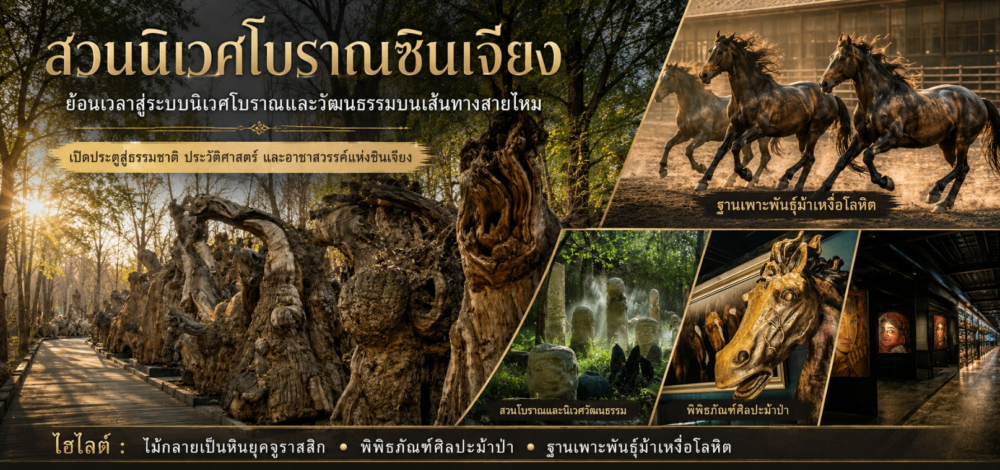 สวนนิเวศโบราณซินเจียง
ย้อนเวลาสู่ระบบนิเวศโบราณและวัฒนธรรมบนเส้นทางสายไหม
เปิดประตูสู่ธรรมชาติ ประวัติศาสตร์ และอาชาสวรรค์แห่งซินเจียง
ฐานเพาะพันธุ์ม้าเหงื่อโลหิต
สวนโบราณและนิเวศวัฒนธรรม
พิพิธภัณฑ์ศิลปะม้าป่า
ไฮไลต์ : ไม้กลายเป็นหินยุคจูราสสิก • พิพิธภัณฑ์ศิลปะม้าป่า • ฐานเพาะพันธุ์ม้าเหงื่อโลหิต